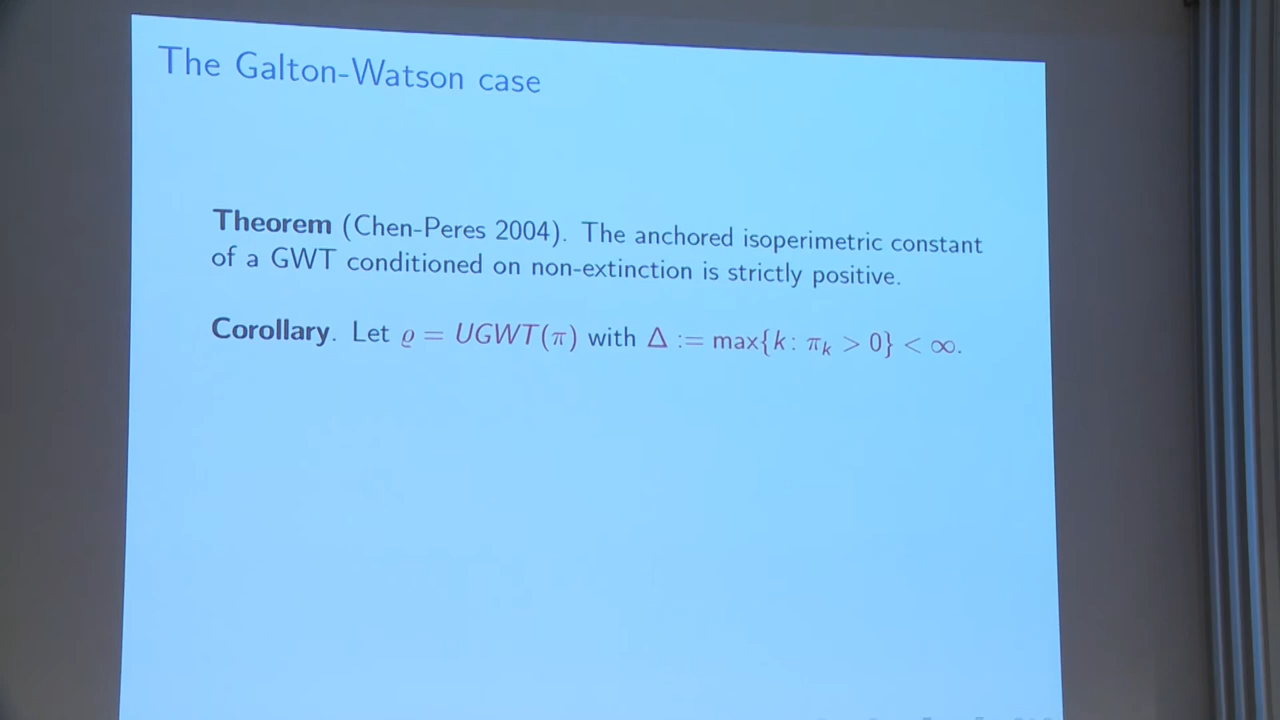 The Galton-Watson case
Theorem (Chen-Peres 2004). The anchored isoperimetric constant
of a GWT conditioned on non-extinction is strictly positive.
Corollary. Let ϱ = UGWT(π) with Δ := max{k: πₖ > 0} < ∞.